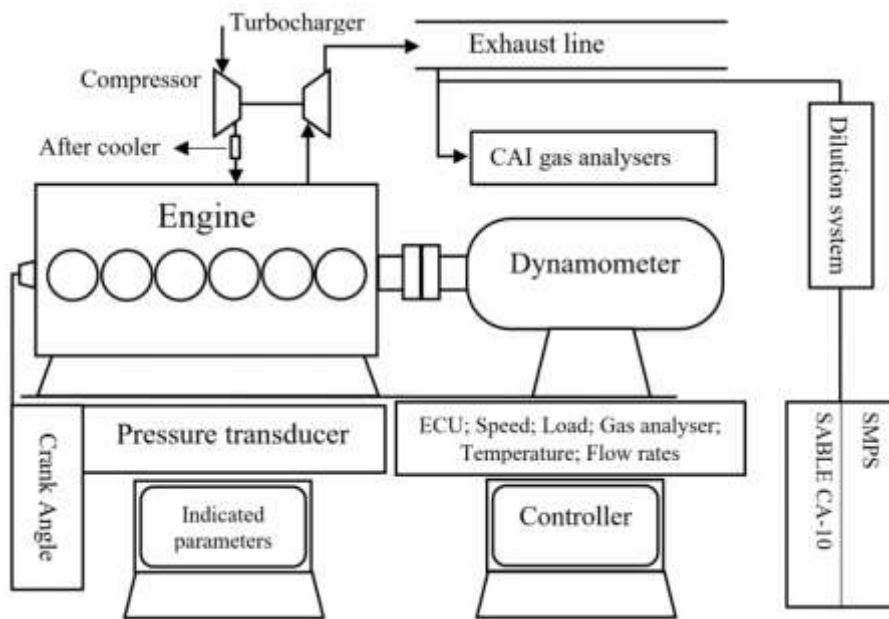 Turbocharger
Exhaust line
Compressor
After cooler
CAI gas analysers
Dilution system
Engine
Dynamometer
Crank Angle
Pressure transducer
ECU; Speed; Load; Gas analyser;
Temperature; Flow rates
SMPS
SABLE CA-10
Indicated
parameters
Controller